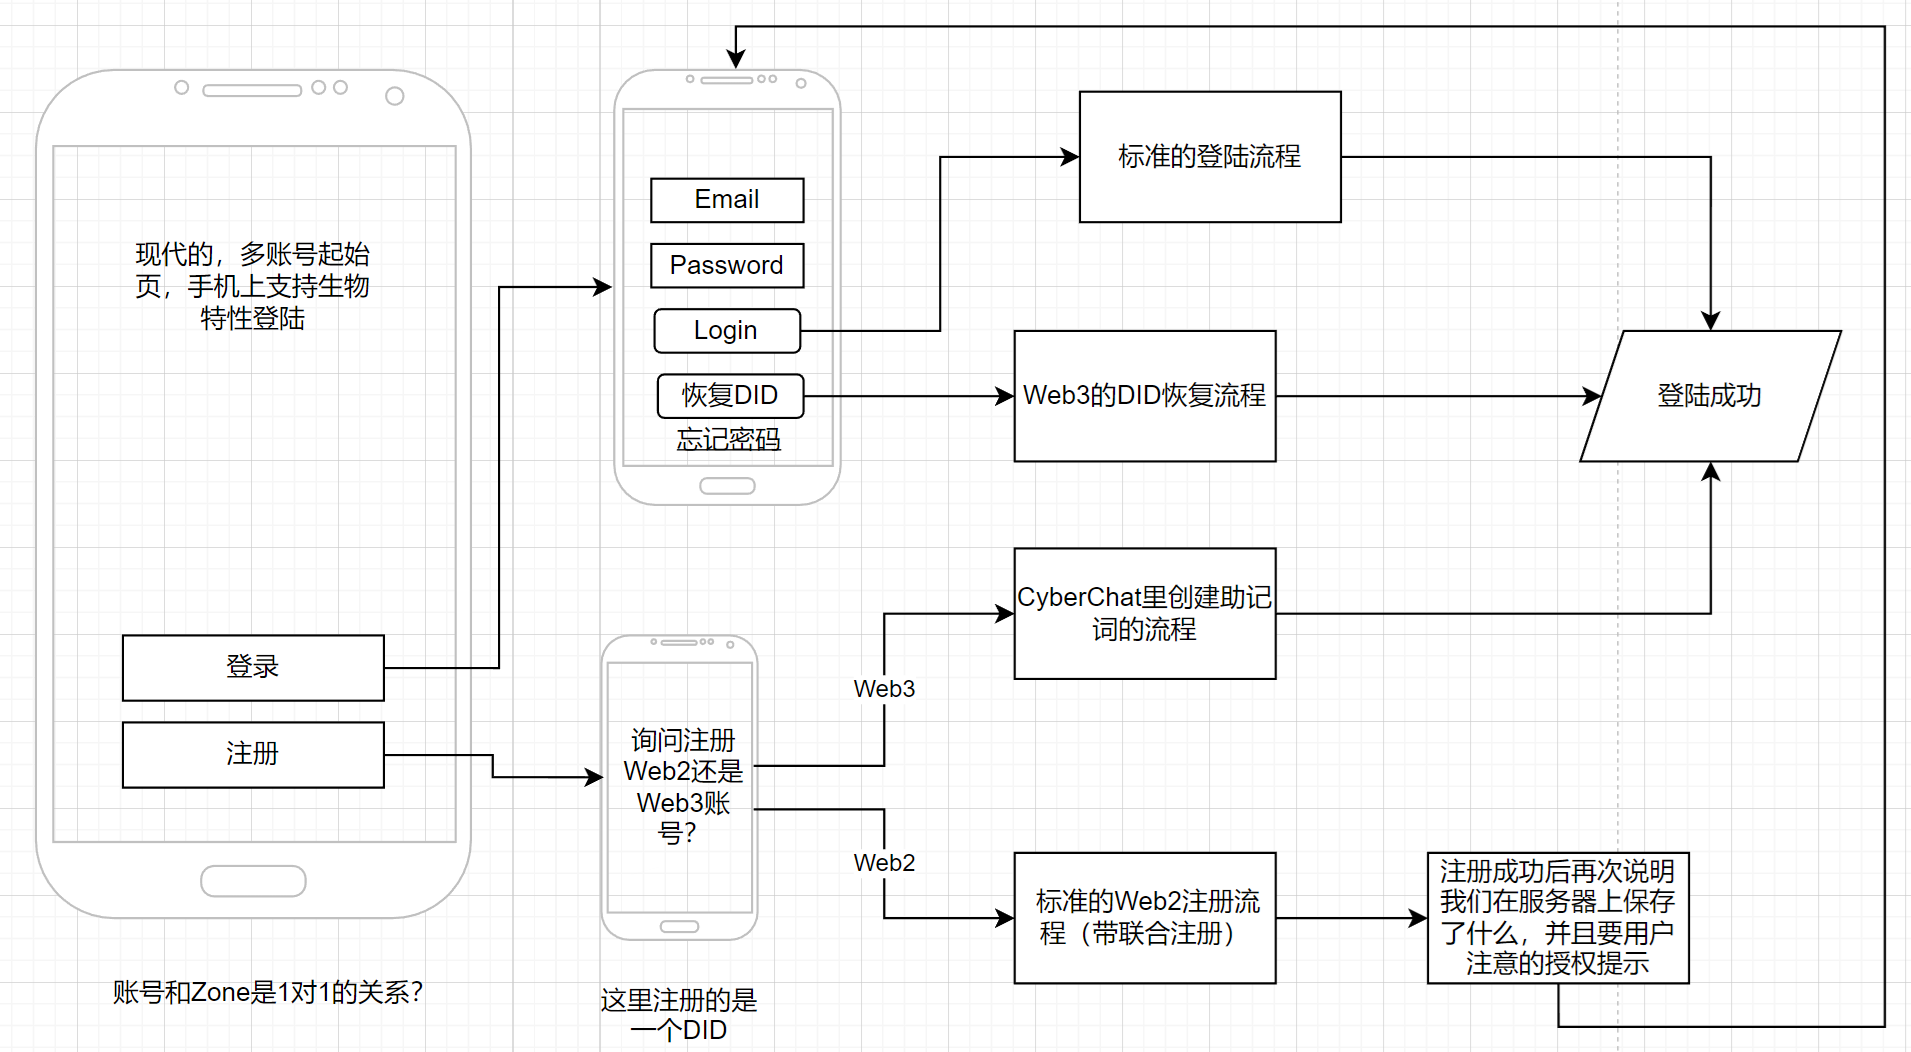 现代的，多账号起始
页，手机上支持生物
特性登陆
登录
注册
账号和Zone是1对1的关系？
Email
Password
Login
恢复DID
忘记密码
标准的登陆流程
Web3的DID恢复流程
登陆成功
询问注册
Web2还是
Web3账
号？
Web3
Web2
CyberChat里创建助记
词的流程
标准的Web2注册流
程（带联合注册）
注册成功后再次说明
我们在服务器上保存
了什么，并且要用户
注意的授权提示
这里注册的是
一个DID